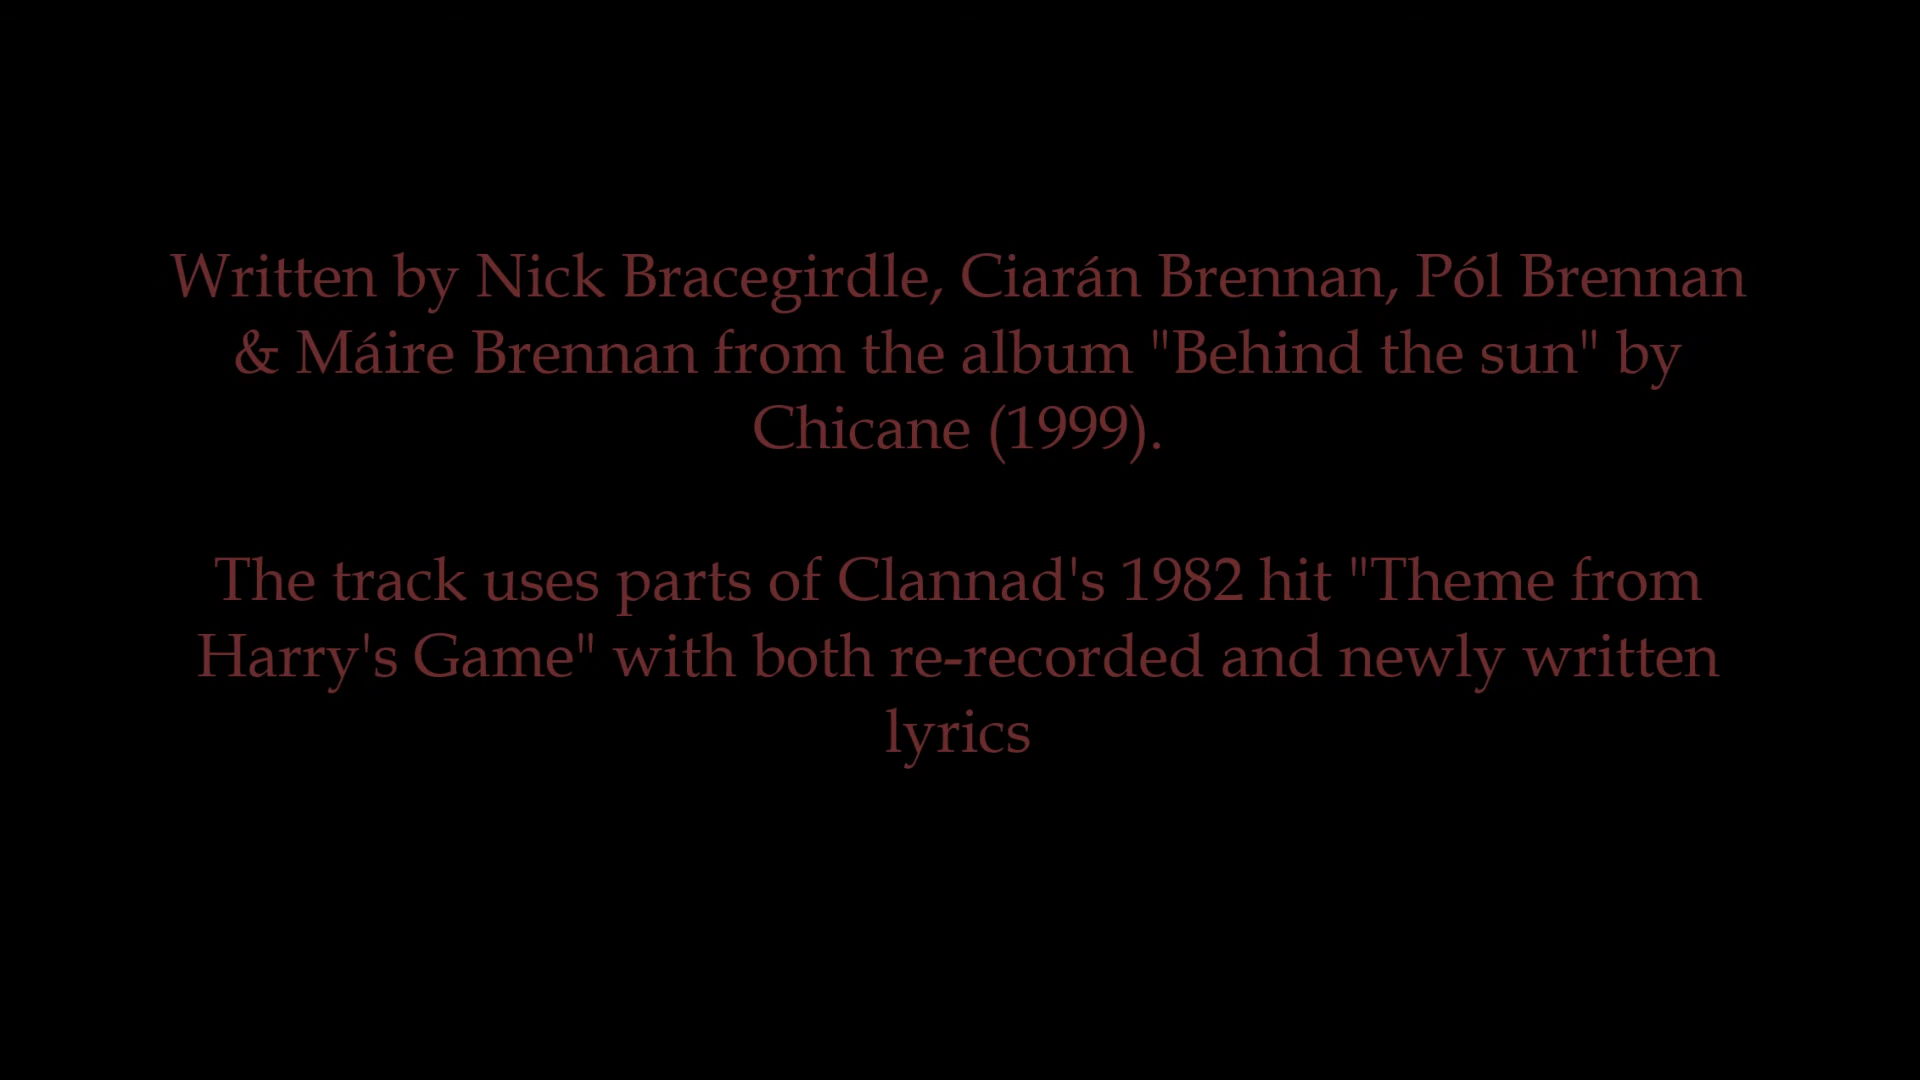 Written by Nick Bracegirdle, Ciarán Brennan, Pól Brennan
& Máire Brennan from the album "Behind the sun" by
Chicane (1999).
The track uses parts of Clannad's 1982 hit "Theme from
Harry's Game" with both re-recorded and newly written
lyrics